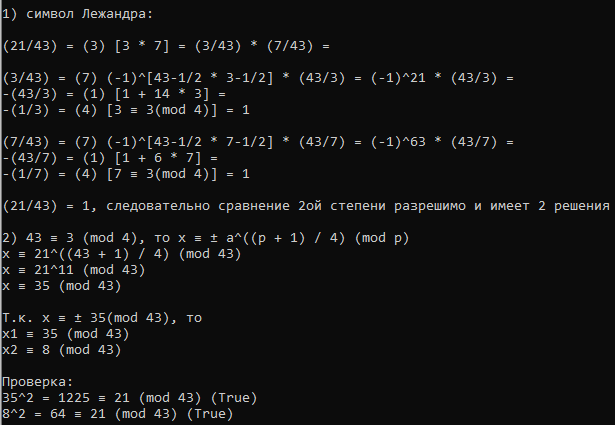 1) символ Лежандра:
(21/43) = (3) [3 * 7] = (3/43) * (7/43) =
(3/43) = (7) (-1)^[43-1/2 * 3-1/2] * (43/3) = (-1)^21 * (43/3) =
-(43/3) = (1) [1 + 14 * 3] =
-(1/3) = (4) [3 ≡ 3(mod 4)] = 1
(7/43) = (7) (-1)^[43-1/2 * 7-1/2] * (43/7) = (-1)^63 * (43/7) =
-(43/7) = (1) [1 + 6 * 7] =
-(1/7) = (4) [7 ≡ 3(mod 4)] = 1
(21/43) = 1, следовательно сравнение 2ой степени разрешимо и имеет 2 решения
2) 43 ≡ 3 (mod 4), то x ≡ ± a^((p + 1) / 4) (mod p)
x ≡ 21^((43 + 1) / 4) (mod 43)
x ≡ 21^11 (mod 43)
x ≡ 35 (mod 43)
Т.к. x ≡ ± 35(mod 43), то
x1 ≡ 35 (mod 43)
x2 ≡ 8 (mod 43)
Проверка:
35^2 = 1225 ≡ 21 (mod 43) (True)
8^2 = 64 ≡ 21 (mod 43) (True)